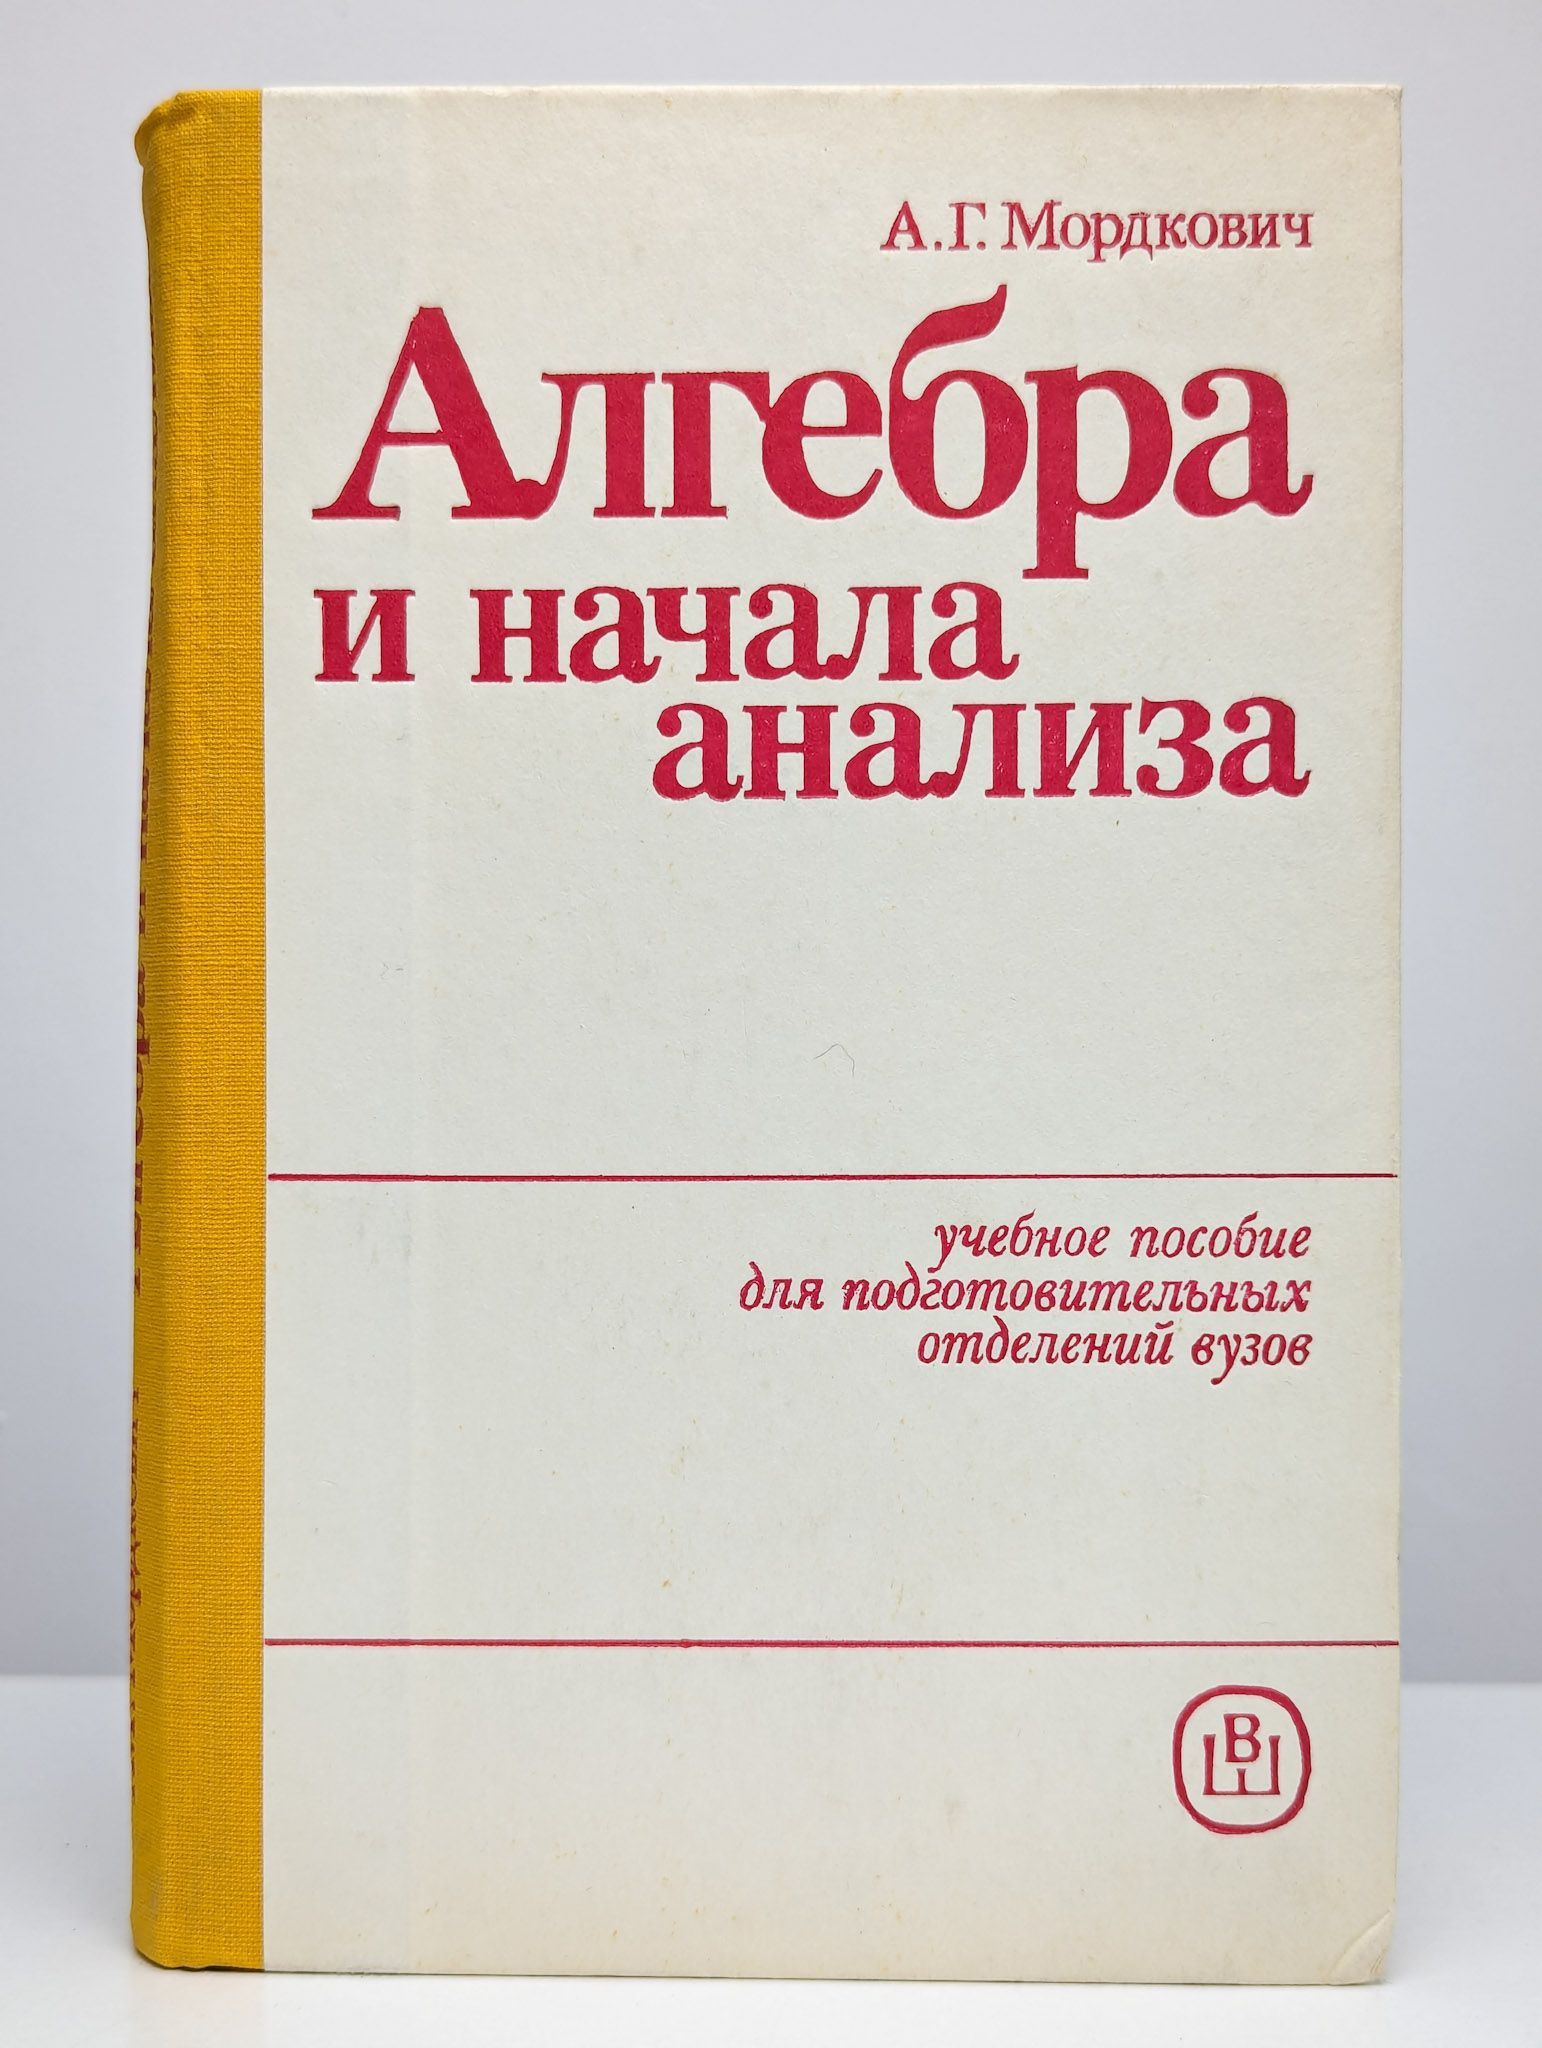 А.Г. Мордкович
Алгебра
и начала
анализа
учебное пособие
для подготовительных
отделений вузов
ВШ